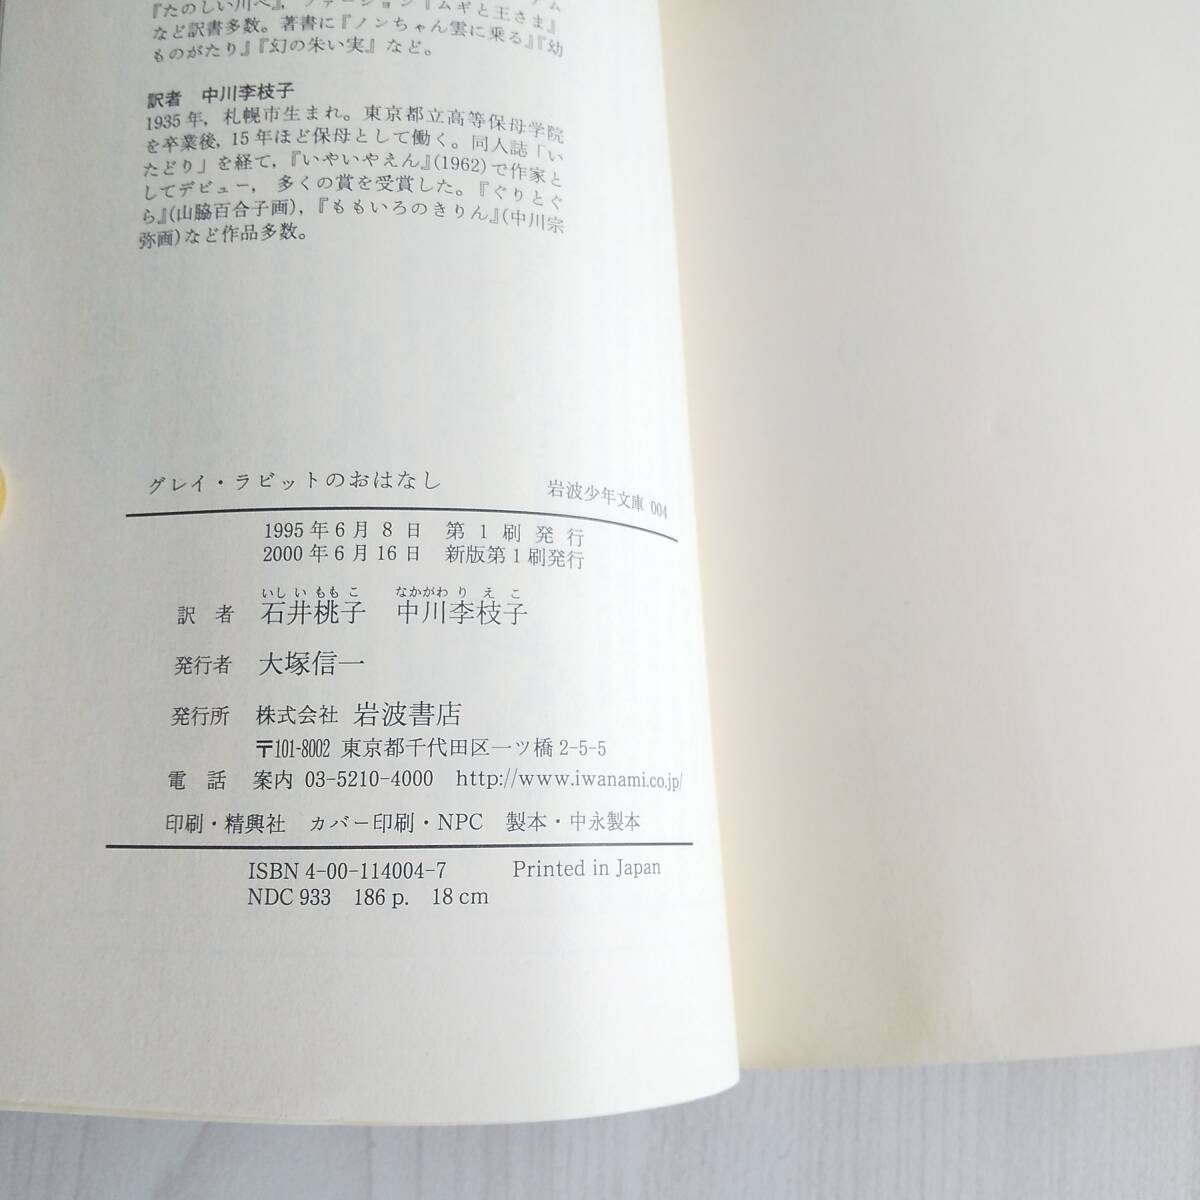 『たのしい川べ』, ファージョン『ムギと王さま』
など訳書多数。著書に『ノンちゃん雲に乗る』『幼
ものがたり』『幻の朱い実』など。
訳者 中川李枝子
1935年, 札幌市生まれ。東京都立高等保母学院
を卒業後, 15年ほど保母として働く。同人誌「い
たどり」を経て, 『いやいやえん』(1962)で作家と
してデビュー, 多くの賞を受賞した。『ぐりとぐ
ら』(山脇百合子画), 『ももいろのきりん』(中川宗
弥画)など作品多数。
グレイ・ラビットのおはなし 岩波少年文庫 004
1995年6月8日 第1刷発行
2000年6月16日 新版第1刷発行
いしいももこ なかがわりえこ
訳者 石井桃子 中川李枝子
発行者 大塚信一
発行所 株式会社 岩波書店
〒101-8002 東京都千代田区一ツ橋2-5-5
電話 案内 03-5210-4000 http://www.iwanami.co.jp/
印刷・精興社 カバー印刷・NPC 製本・中永製本
ISBN 4-00-114004-7 Printed in Japan
NDC 933 186 p. 18 cm